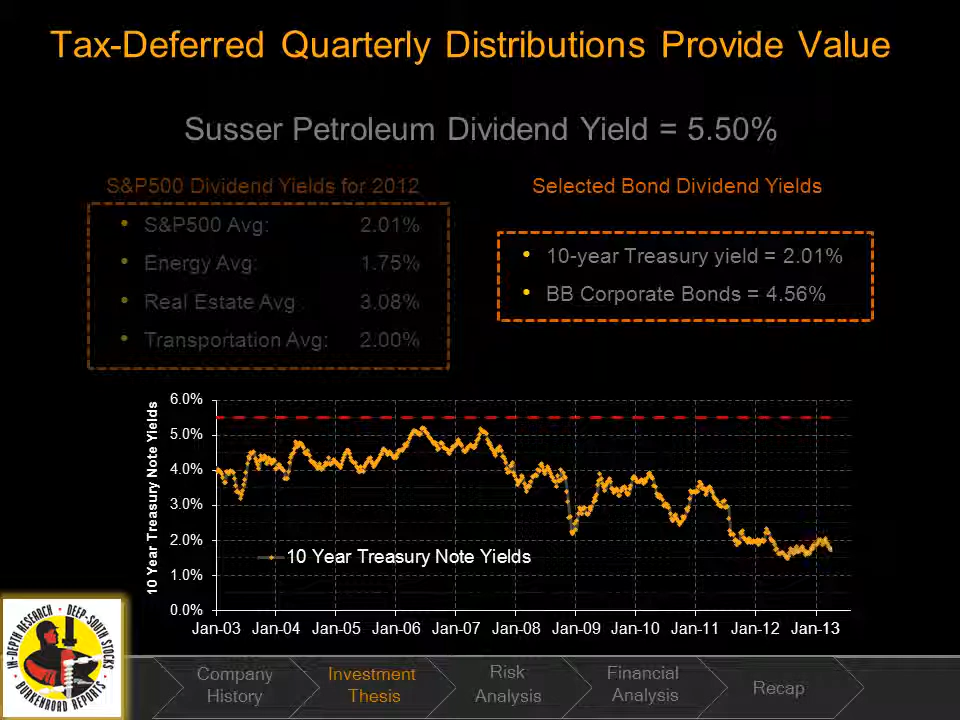 Tax-Deferred Quarterly Distributions Provide Value
Susser Petroleum Dividend Yield = 5.50%
S&P500 Dividend Yields for 2012
• S&P500 Avg: 2.01%
• Energy Avg: 1.75%
• Real Estate Avg: 3.08%
• Transportation Avg: 2.00%
Selected Bond Dividend Yields
• 10-year Treasury yield = 2.01%
• BB Corporate Bonds = 4.56%
10 Year Treasury Note Yields
6.0%
5.0%
4.0%
3.0%
2.0%
1.0%
0.0%
10 Year Treasury Note Yields
Jan-03 Jan-04 Jan-05 Jan-06 Jan-07 Jan-08 Jan-09 Jan-10 Jan-11 Jan-12 Jan-13
IN-DEPTH RESEARCH • DEEP-SOUTH STOCKS
BURKENROAD REPORTS
Company
History
Investment
Thesis
Risk
Analysis
Financial
Analysis
Recap